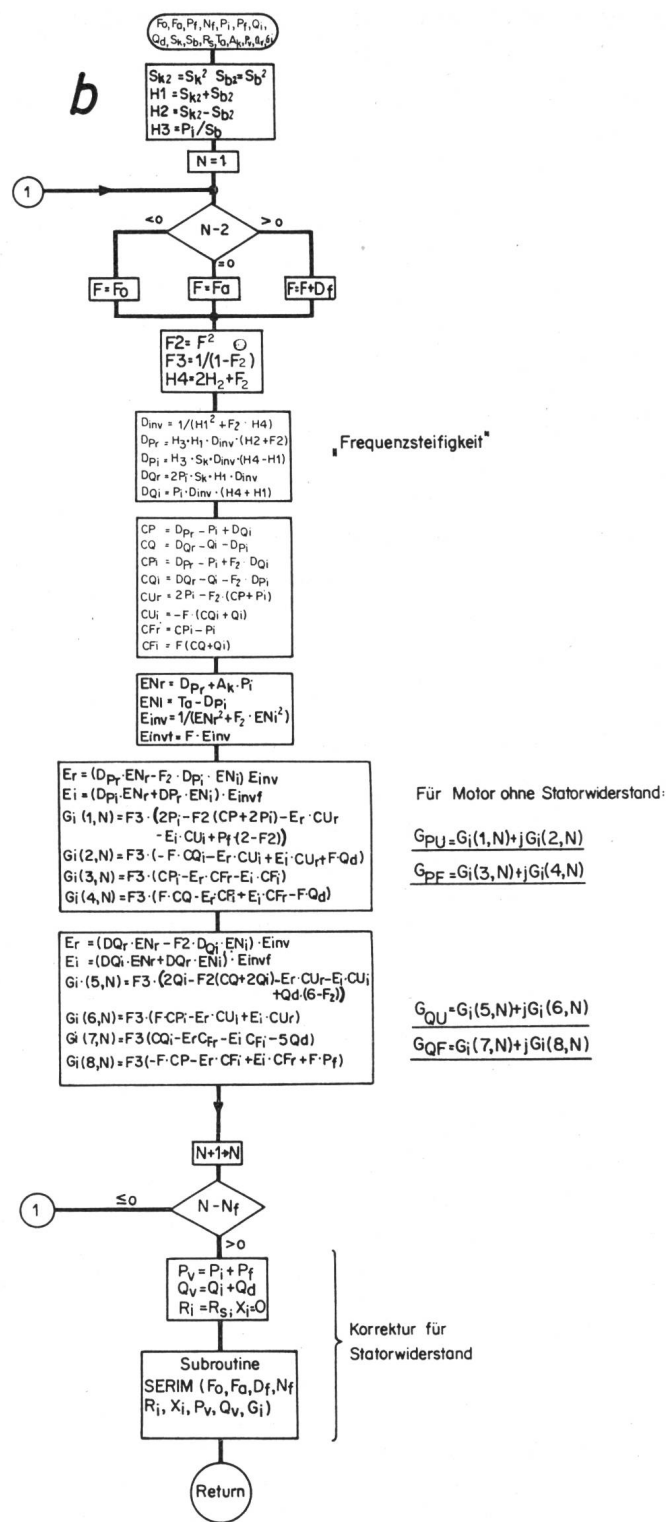 F₀,Fa,Pf,Nf,Pi,Pf,Qi,
Qd,Sk,Sb,Rs,Ta,Ak,Pv,Qv,Gi
b
Sk2 =Sk² Sb2=Sb²
H1 = Sk2+Sb2
H2 = Sk2-Sb2
H3 = Pi/Sb
N=1
1
N-2
<0
>0
=0
F=F₀
F=Fa
F=F+Df
F2= F²
F3=1/(1-F2)
H4=2H2+F2
Dinv = 1/(H1²+F2·H4)
DPr = H3·H1·Dinv·(H2+F2)
DPi = H3·Sk·Dinv·(H4-H1)
DQr = 2Pi·Sk·H1·Dinv
DQi = Pi·Dinv·(H4+H1)
„Frequenzsteifigkeit"
CP = DPr-Pi+DQi
CQ = DQr-Qi-DPi
CPi = DPr-Pi+F2·DQi
CQi = DQr-Qi-F2·DPi
CUr = 2Pi-F2·(CP+Pi)
CUi = -F·(CQi+Qi)
CFr = CPi-Pi
CFi = F(CQ+Qi)
ENr= DPr+Ak·Pi
ENi= Ta-DPi
Einv=1/(ENr²+F2·ENi²)
Einvf= F·Einv
Er=(DPr·ENr-F2·DPi·ENi)Einv
Ei=(DPi·ENr+DPr·ENi)·Einvf
Gi(1,N)=F3·(2Pi-F2(CP+2Pi)-Er·CUr
-Ei·CUi+Pf·(2-F2))
Gi(2,N)=F3·(-F·CQi-Er·CUi+Ei·CUr+F·Qd)
Gi(3,N)=F3·(CPi-Er·CFr-Ei·CFi)
Gi(4,N)=F3·(F·CQ-Er·CFi+Ei·CFr-F·Qd)
Für Motor ohne Statorwiderstand:
GPU=Gi(1,N)+jGi(2,N)
GPF=Gi(3,N)+jGi(4,N)
Er=(DQr·ENr-F2·DQi·ENi)·Einv
Ei=(DQi·ENr+DQr·ENi)·Einvf
Gi·(5,N)=F3·(2Qi-F2(CQ+2Qi)-Er·CUr-Ei·CUi
+Qd·(6-F2))
Gi(6,N)=F3·(F·CPi-Er·CUi+Ei·CUr)
Gi(7,N)=F3(CQi-ErCFr-Ei CFi-5Qd)
Gi(8,N)=F3(-F·CP-Er·CFi+Ei·CFr+F·Pf)
GQU=Gi(5,N)+jGi(6,N)
GQF=Gi(7,N)+jGi(8,N)
N+1→N
1
≤0
N-Nf
>0
Pv=Pi+Pf
Qv=Qi+Qd
Ri=Rs,Xi=0
Korrektur für
Statorwiderstand
Subroutine
SERIM (F₀,Fa,Df,Nf
Ri,Xi,Pv,Qv,Gi)
Return